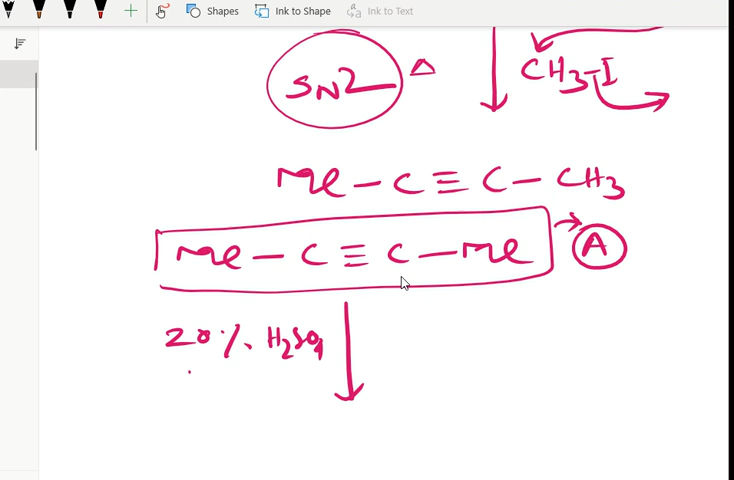 Shapes Ink to Shape Ink to Text
SN2 Δ CH3-I
Me - C ≡ C - CH3
Me - C ≡ C - Me → A
20%. H2SO4